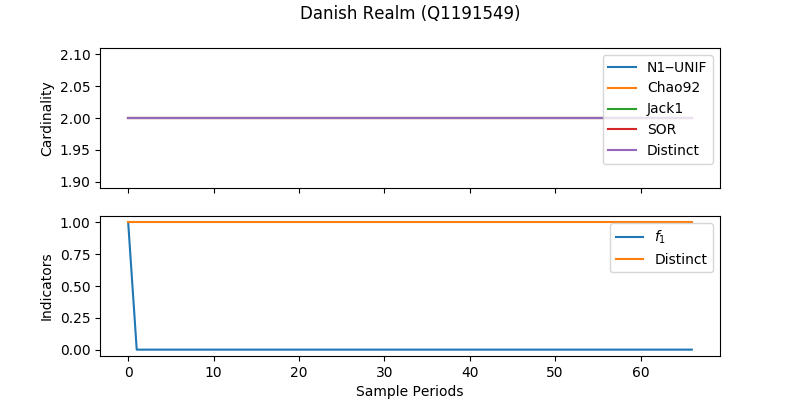 Danish Realm (Q1191549)
2.10
2.05
2.00
1.95
1.90
Cardinality
N1‒UNIF
Chao92
Jack1
SOR
Distinct
1.00
0.75
0.50
0.25
0.00
Indicators
f1
Distinct
0 10 20 30 40 50 60
Sample Periods